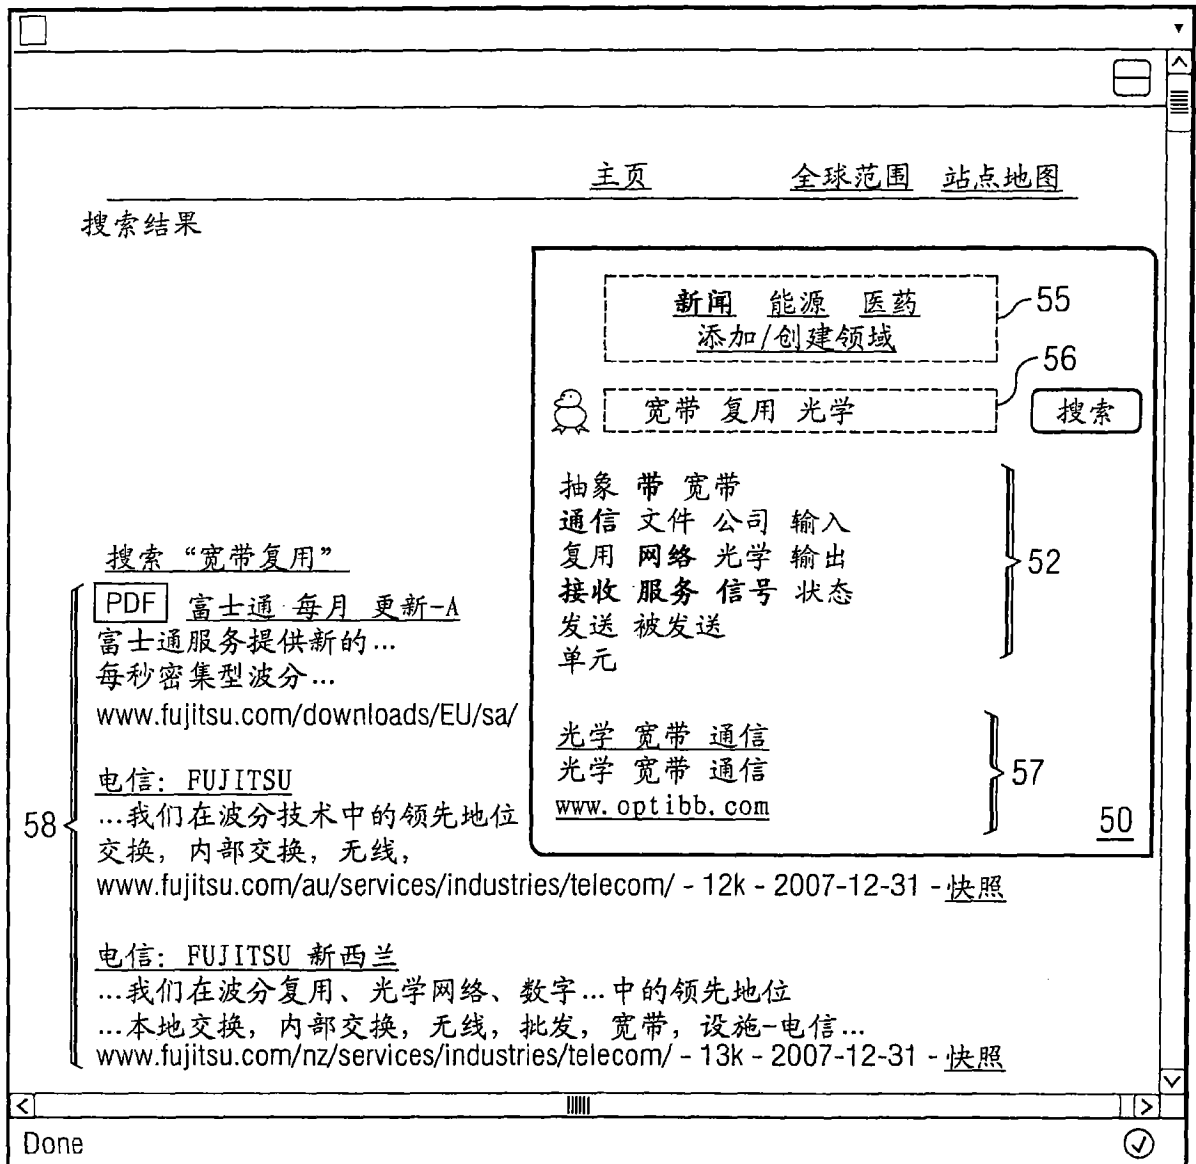 主页 全球范围 站点地图
搜索结果
新闻 能源 医药
添加/创建领域
55
56
宽带 复用 光学
搜索
抽象 带 宽带
通信 文件 公司 输入
复用 网络 光学 输出
接收 服务 信号 状态
发送 被发送
单元
52
光学 宽带 通信
光学 宽带 通信
www.optibb.com
57
50
搜索 “宽带复用”
PDF 富士通 每月 更新-A
富士通服务提供新的...
每秒密集型波分...
www.fujitsu.com/downloads/EU/sa/
电信: FUJITSU
...我们在波分技术中的领先地位
交换, 内部交换, 无线,
www.fujitsu.com/au/services/industries/telecom/ - 12k - 2007-12-31 - 快照
58
电信: FUJITSU 新西兰
...我们在波分复用、光学网络、数字...中的领先地位
...本地交换, 内部交换, 无线, 批发, 宽带, 设施-电信...
www.fujitsu.com/nz/services/industries/telecom/ - 13k - 2007-12-31 - 快照
Done